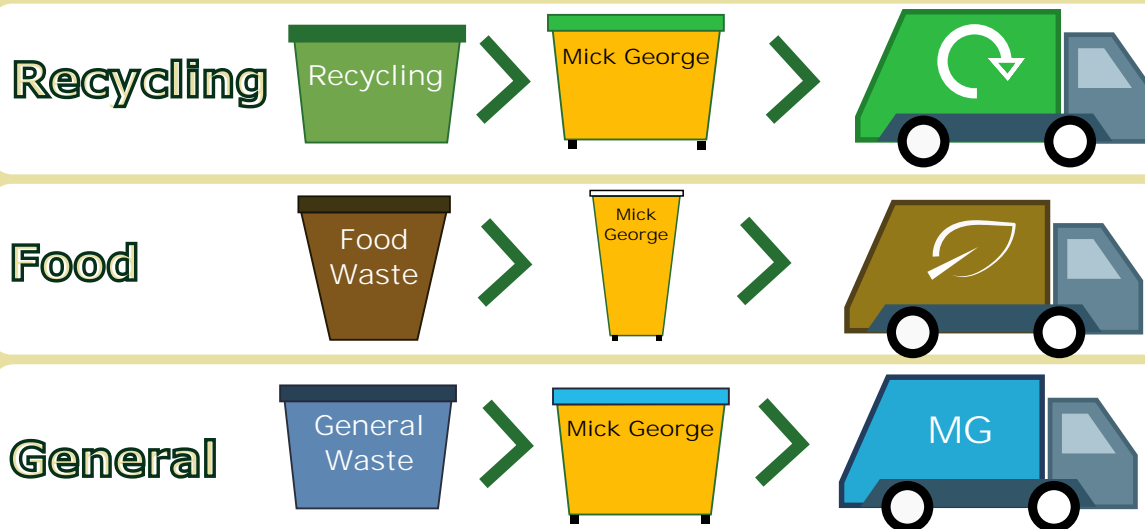 Recycling
Recycling
Mick George
Food
Food
Waste
Mick
George
General
General
Waste
Mick George
MG